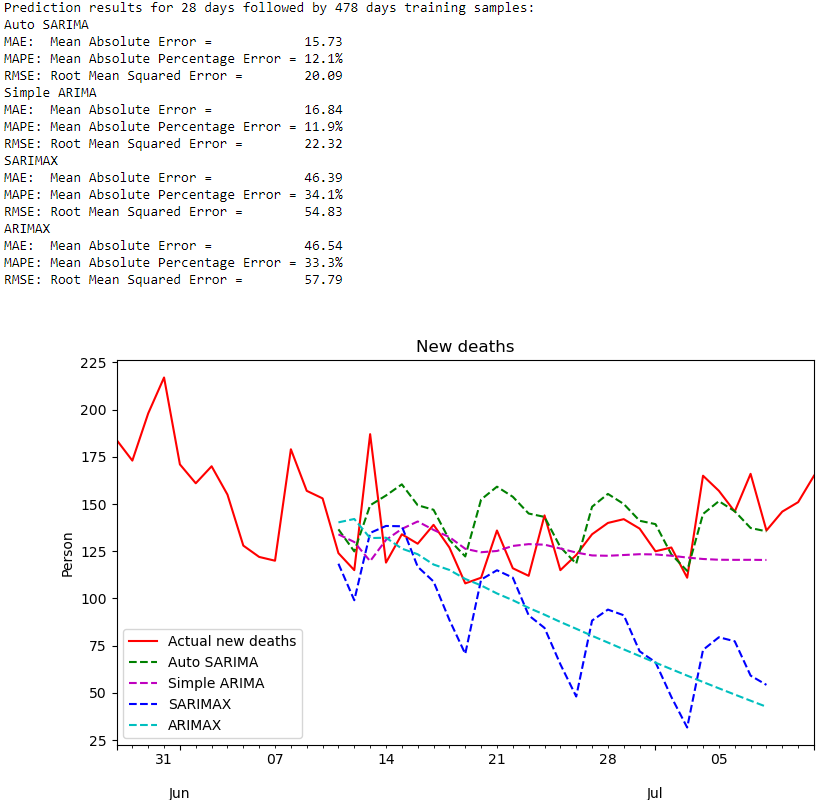 Prediction results for 28 days followed by 478 days training samples:
Auto SARIMA
MAE:  Mean Absolute Error =            15.73
MAPE: Mean Absolute Percentage Error = 12.1%
RMSE: Root Mean Squared Error =        20.09
Simple ARIMA
MAE:  Mean Absolute Error =            16.84
MAPE: Mean Absolute Percentage Error = 11.9%
RMSE: Root Mean Squared Error =        22.32
SARIMAX
MAE:  Mean Absolute Error =            46.39
MAPE: Mean Absolute Percentage Error = 34.1%
RMSE: Root Mean Squared Error =        54.83
ARIMAX
MAE:  Mean Absolute Error =            46.54
MAPE: Mean Absolute Percentage Error = 33.3%
RMSE: Root Mean Squared Error =        57.79
New deaths
Person
225
200
175
150
125
100
75
50
25
Actual new deaths
Auto SARIMA
Simple ARIMA
SARIMAX
ARIMAX
31 07 14 21 28 05
Jun Jul